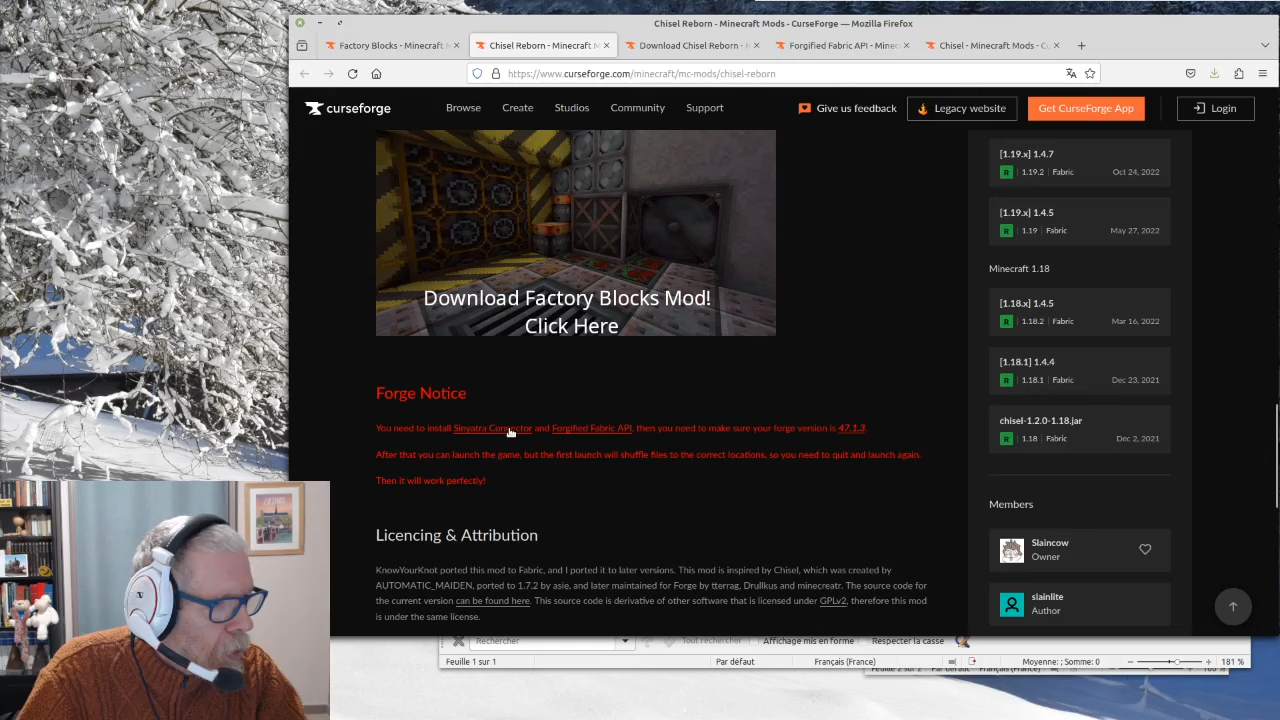 Chisel Reborn - Minecraft Mods - CurseForge — Mozilla Firefox
Factory Blocks - Minecraft
Chisel Reborn - Minecraft M
Download Chisel Reborn -
Forgified Fabric API - Minec
Chisel - Minecraft Mods - Cu
https://www.curseforge.com/minecraft/mc-mods/chisel-reborn
curseforge
Browse
Create
Studios
Community
Support
Give us feedback
Legacy website
Get CurseForge App
Login
Download Factory Blocks Mod!
Click Here
Forge Notice
You need to install Sinyatra Connector and Forgified Fabric API, then you need to make sure your forge version is 47.1.3.
After that you can launch the game, but the first launch will shuffle files to the correct locations, so you need to quit and launch again.
Then it will work perfectly!
Licencing & Attribution
KnowYourKnot ported this mod to Fabric, and I ported it to later versions. This mod is inspired by Chisel, which was created by
AUTOMATIC_MAIDEN, ported to 1.7.2 by asie, and later maintained for Forge by tterrag, Drullkus and minecreatr. The source code for
the current version can be found here. This source code is derivative of other software that is licensed under GPLv2, therefore this mod
is under the same license.
[1.19.x] 1.4.7
R 1.19.2 Fabric Oct 24, 2022
[1.19.x] 1.4.5
R 1.19 Fabric May 27, 2022
Minecraft 1.18
[1.18.x] 1.4.5
R 1.18.2 Fabric Mar 16, 2022
[1.18.1] 1.4.4
R 1.18.1 Fabric Dec 23, 2021
chisel-1.2.0-1.18.jar
R 1.18 Fabric Dec 2, 2021
Members
Slaincow
Owner
slainlite
Author
Rechercher
Tout rechercher
Affichage mis en forme
Respecter la casse
Feuille 1 sur 1
Par défaut
Français (France)
Moyenne: ; Somme: 0
181 %